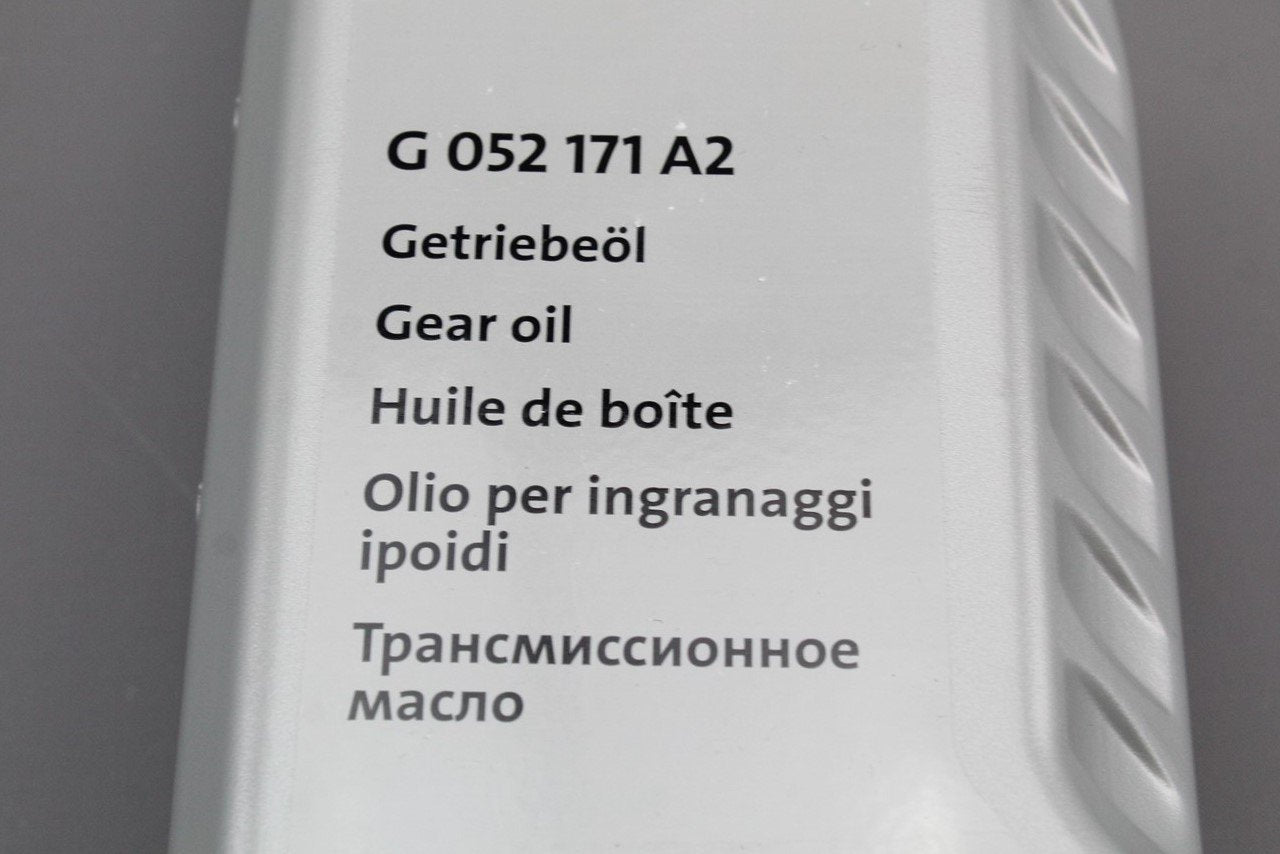 G 052 171 A2
Getriebeöl
Gear oil
Huile de boîte
Olio per ingranaggi
ipoidi
Трансмиссионное
масло